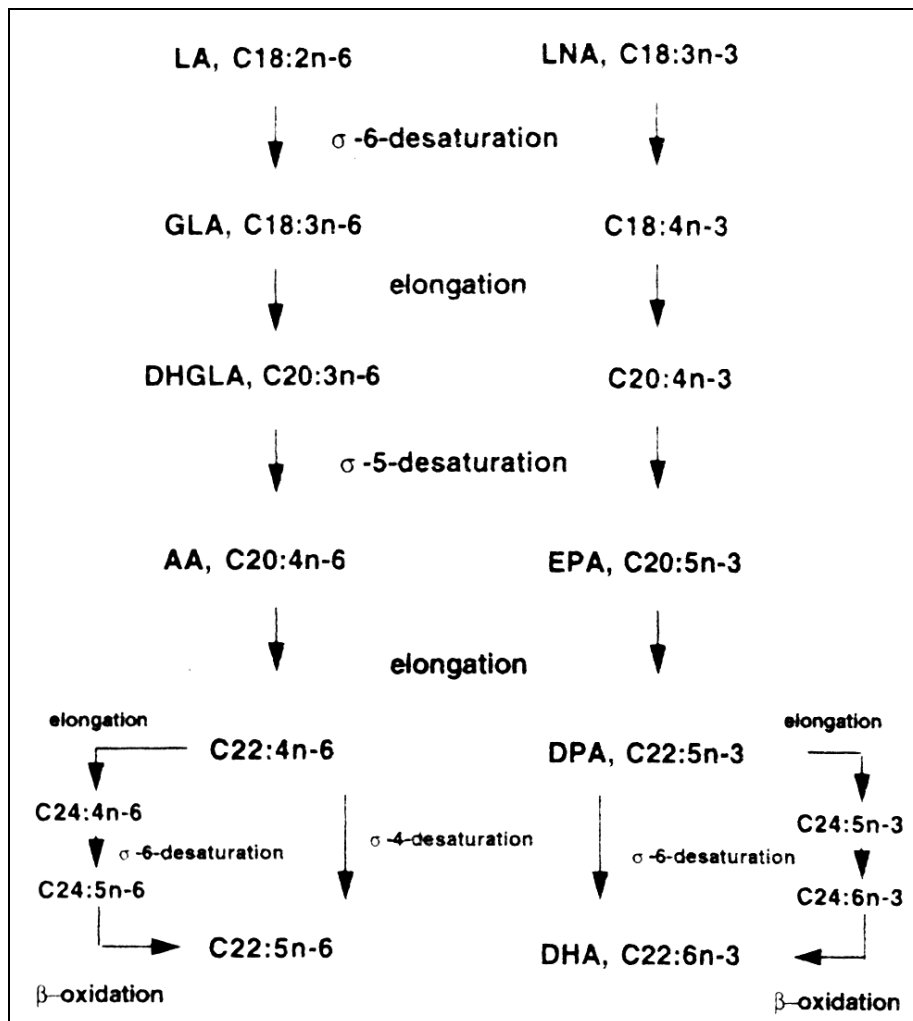 LA, C18:2n-6 LNA, C18:3n-3
σ -6-desaturation
GLA, C18:3n-6 C18:4n-3
elongation
DHGLA, C20:3n-6 C20:4n-3
σ -5-desaturation
AA, C20:4n-6 EPA, C20:5n-3
elongation
elongation elongation
C22:4n-6 DPA, C22:5n-3
C24:4n-6 C24:5n-3
σ -4-desaturation
σ -6-desaturation σ -6-desaturation
C24:5n-6 C24:6n-3
C22:5n-6 DHA, C22:6n-3
β-oxidation β-oxidation